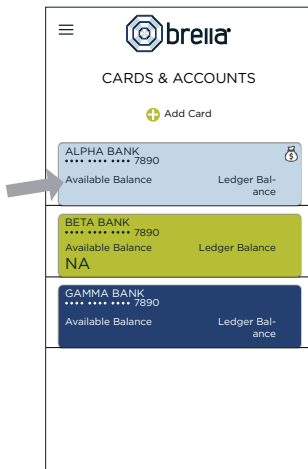 brella
CARDS & ACCOUNTS
Add Card
ALPHA BANK
•••• •••• •••• 7890
Available Balance Ledger Bal-
ance
BETA BANK
•••• •••• •••• 7890
Available Balance Ledger Balance
NA
GAMMA BANK
•••• •••• •••• 7890
Available Balance Ledger Bal-
ance